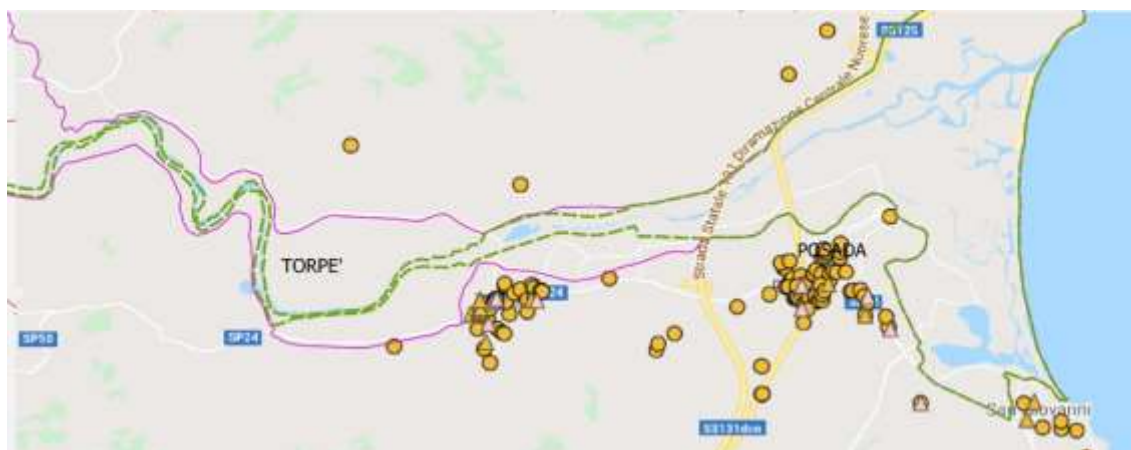 SS125
Strada Statale 131 Diramazione Centrale Nuorese
POSADA
TORPE'
24
SP50
SP24
San Giovanni
SS131dcn